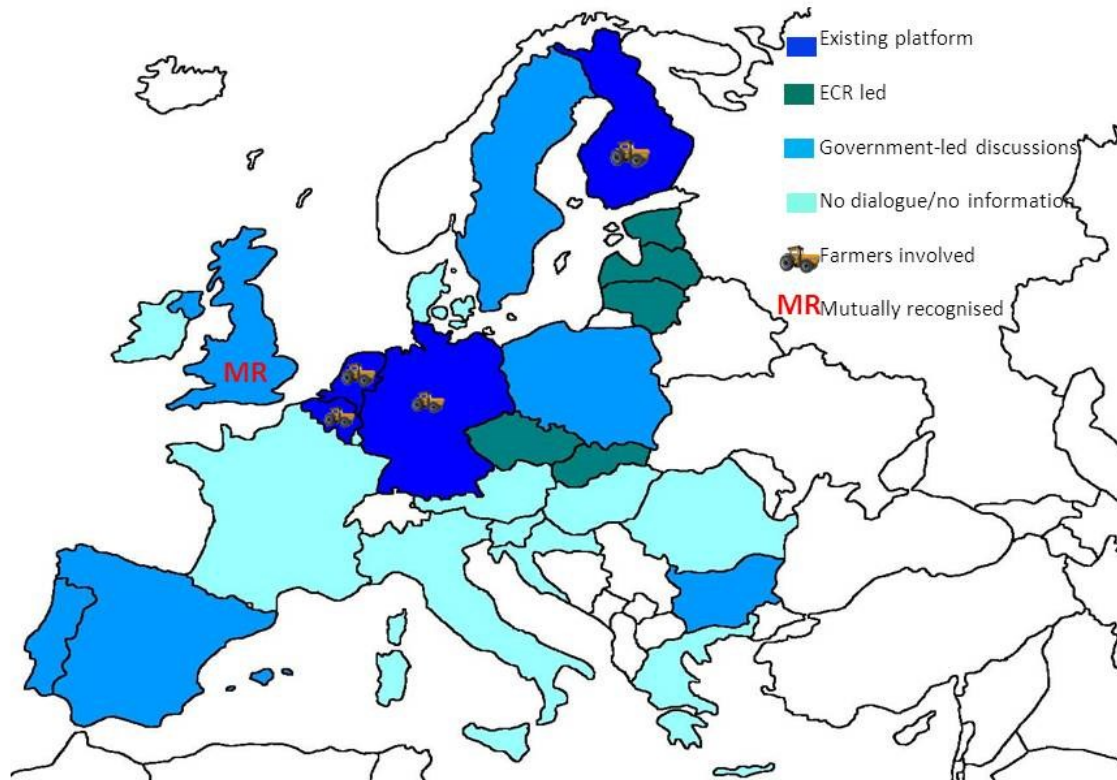 Existing platform
ECR led
Government-led discussions
No dialogue/no information
Farmers involved
MR Mutually recognised
MR